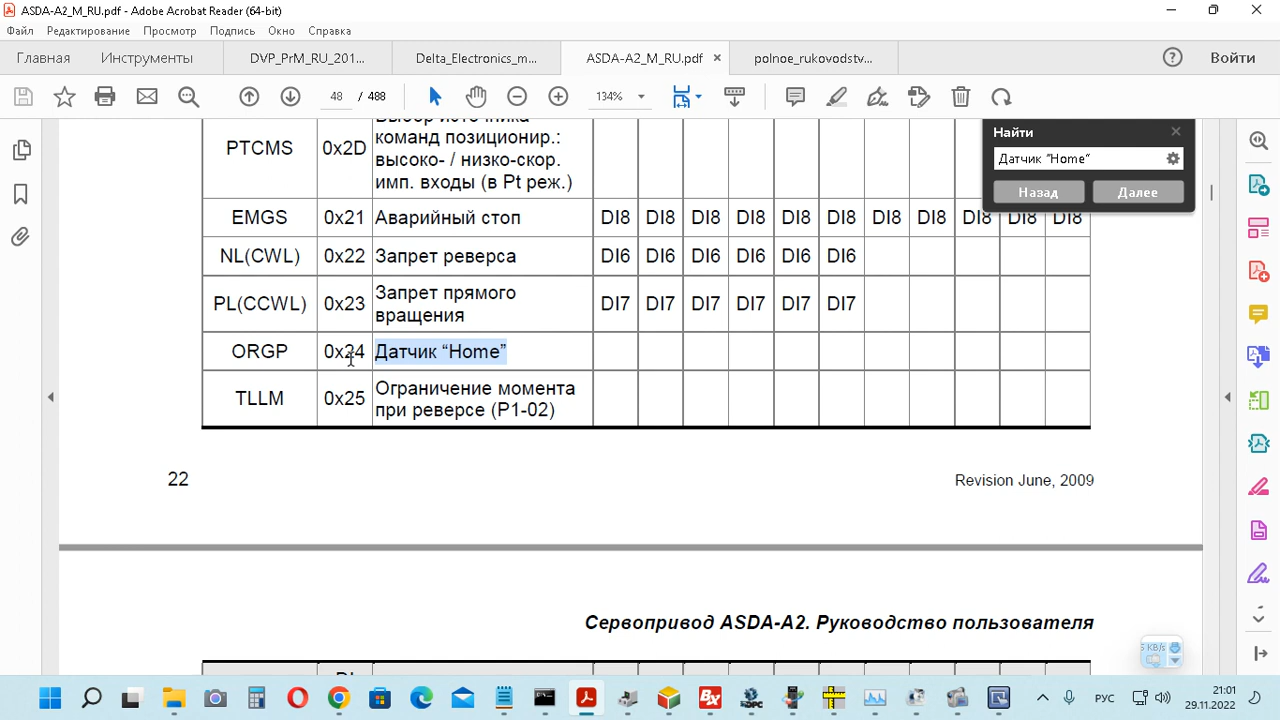 ASDA-A2_M_RU.pdf - Adobe Acrobat Reader (64-bit)
Файл Редактирование Просмотр Подпись Окно Справка
Главная Инструменты DVP_PrM_RU_201... Delta_Electronics_m... ASDA-A2_M_RU.pdf polnoe_rukovodstv... Войти
48 / 488 134%
Найти
Датчик "Home"
Назад Далее
PTCMS 0x2D Выбор источника
команд позиционир.:
высоко- / низко-скор.
имп. входы (в Pt реж.)
EMGS 0x21 Аварийный стоп DI8 DI8 DI8 DI8 DI8 DI8 DI8 DI8 DI8 DI8 DI8
NL(CWL) 0x22 Запрет реверса DI6 DI6 DI6 DI6 DI6 DI6
PL(CCWL) 0x23 Запрет прямого
вращения DI7 DI7 DI7 DI7 DI7 DI7
ORGP 0x24 Датчик “Home”
TLLM 0x25 Ограничение момента
при реверсе (P1-02)
22 Revision June, 2009
Сервопривод ASDA-A2. Руководство пользователя
5 KB/s
РУС
21:01
29.11.2022